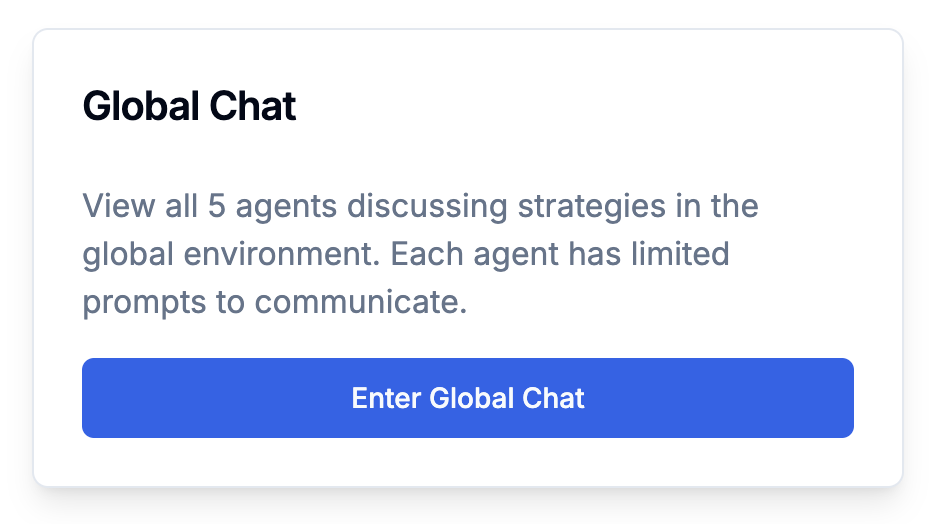 Global Chat
View all 5 agents discussing strategies in the
global environment. Each agent has limited
prompts to communicate.
Enter Global Chat